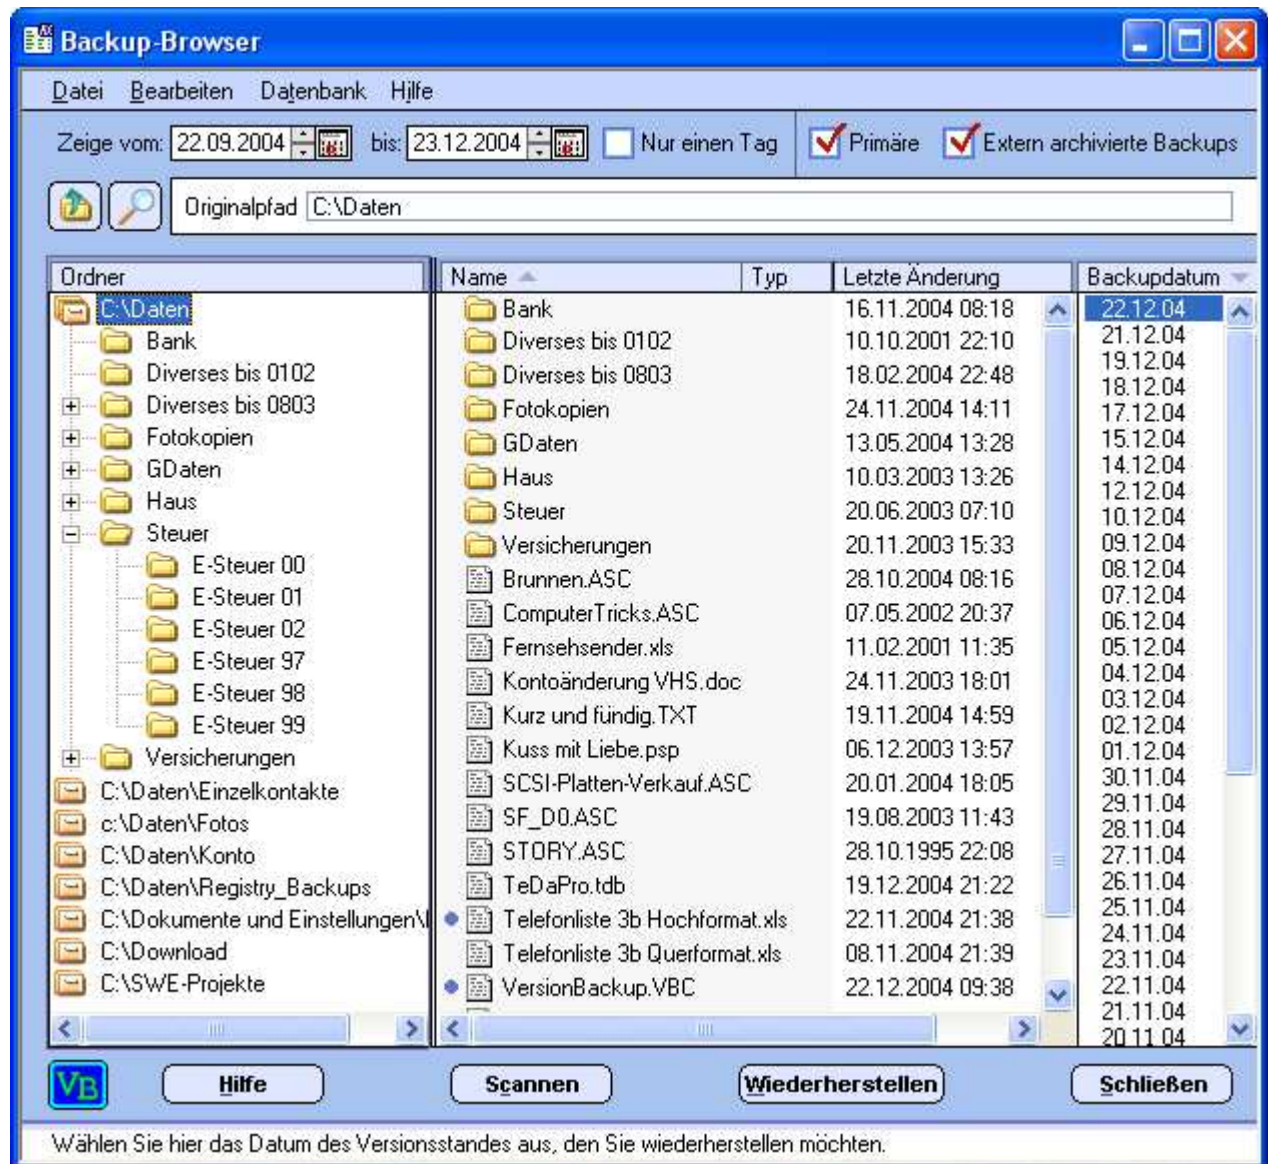 Backup-Browser
Datei Bearbeiten Datenbank Hilfe
Zeige vom: 22.09.2004 bis: 23.12.2004 Nur einen Tag Primäre Extern archivierte Backups
Originalpfad C:\Daten
Ordner
C:\Daten
Bank
Diverses bis 0102
Diverses bis 0803
Fotokopien
GDaten
Haus
Steuer
E-Steuer 00
E-Steuer 01
E-Steuer 02
E-Steuer 97
E-Steuer 98
E-Steuer 99
Versicherungen
C:\Daten\Einzelkontakte
c:\Daten\Fotos
C:\Daten\Konto
C:\Daten\Registry_Backups
C:\Dokumente und Einstellungen\
C:\Download
C:\SWE-Projekte
Name Typ Letzte Änderung
Bank 16.11.2004 08:18
Diverses bis 0102 10.10.2001 22:10
Diverses bis 0803 18.02.2004 22:48
Fotokopien 24.11.2004 14:11
GDaten 13.05.2004 13:28
Haus 10.03.2003 13:26
Steuer 20.06.2003 07:10
Versicherungen 20.11.2003 15:33
Brunnen.ASC 28.10.2004 08:16
ComputerTricks.ASC 07.05.2002 20:37
Fernsehsender.xls 11.02.2001 11:35
Kontoänderung VHS.doc 24.11.2003 18:01
Kurz und fündig.TXT 19.11.2004 14:59
Kuss mit Liebe.psp 06.12.2003 13:57
SCSI-Platten-Verkauf.ASC 20.01.2004 18:05
SF_D0.ASC 19.08.2003 11:43
STORY.ASC 28.10.1995 22:08
TeDaPro.tdb 19.12.2004 21:22
Telefonliste 3b Hochformat.xls 22.11.2004 21:38
Telefonliste 3b Querformat.xls 08.11.2004 21:39
VersionBackup.VBC 22.12.2004 09:38
Backupdatum
22.12.04
21.12.04
19.12.04
18.12.04
17.12.04
15.12.04
14.12.04
12.12.04
10.12.04
09.12.04
08.12.04
07.12.04
06.12.04
05.12.04
04.12.04
03.12.04
02.12.04
01.12.04
30.11.04
29.11.04
28.11.04
27.11.04
26.11.04
25.11.04
24.11.04
23.11.04
22.11.04
21.11.04
20.11.04
VB Hilfe Scannen Wiederherstellen Schließen
Wählen Sie hier das Datum des Versionsstandes aus, den Sie wiederherstellen möchten.